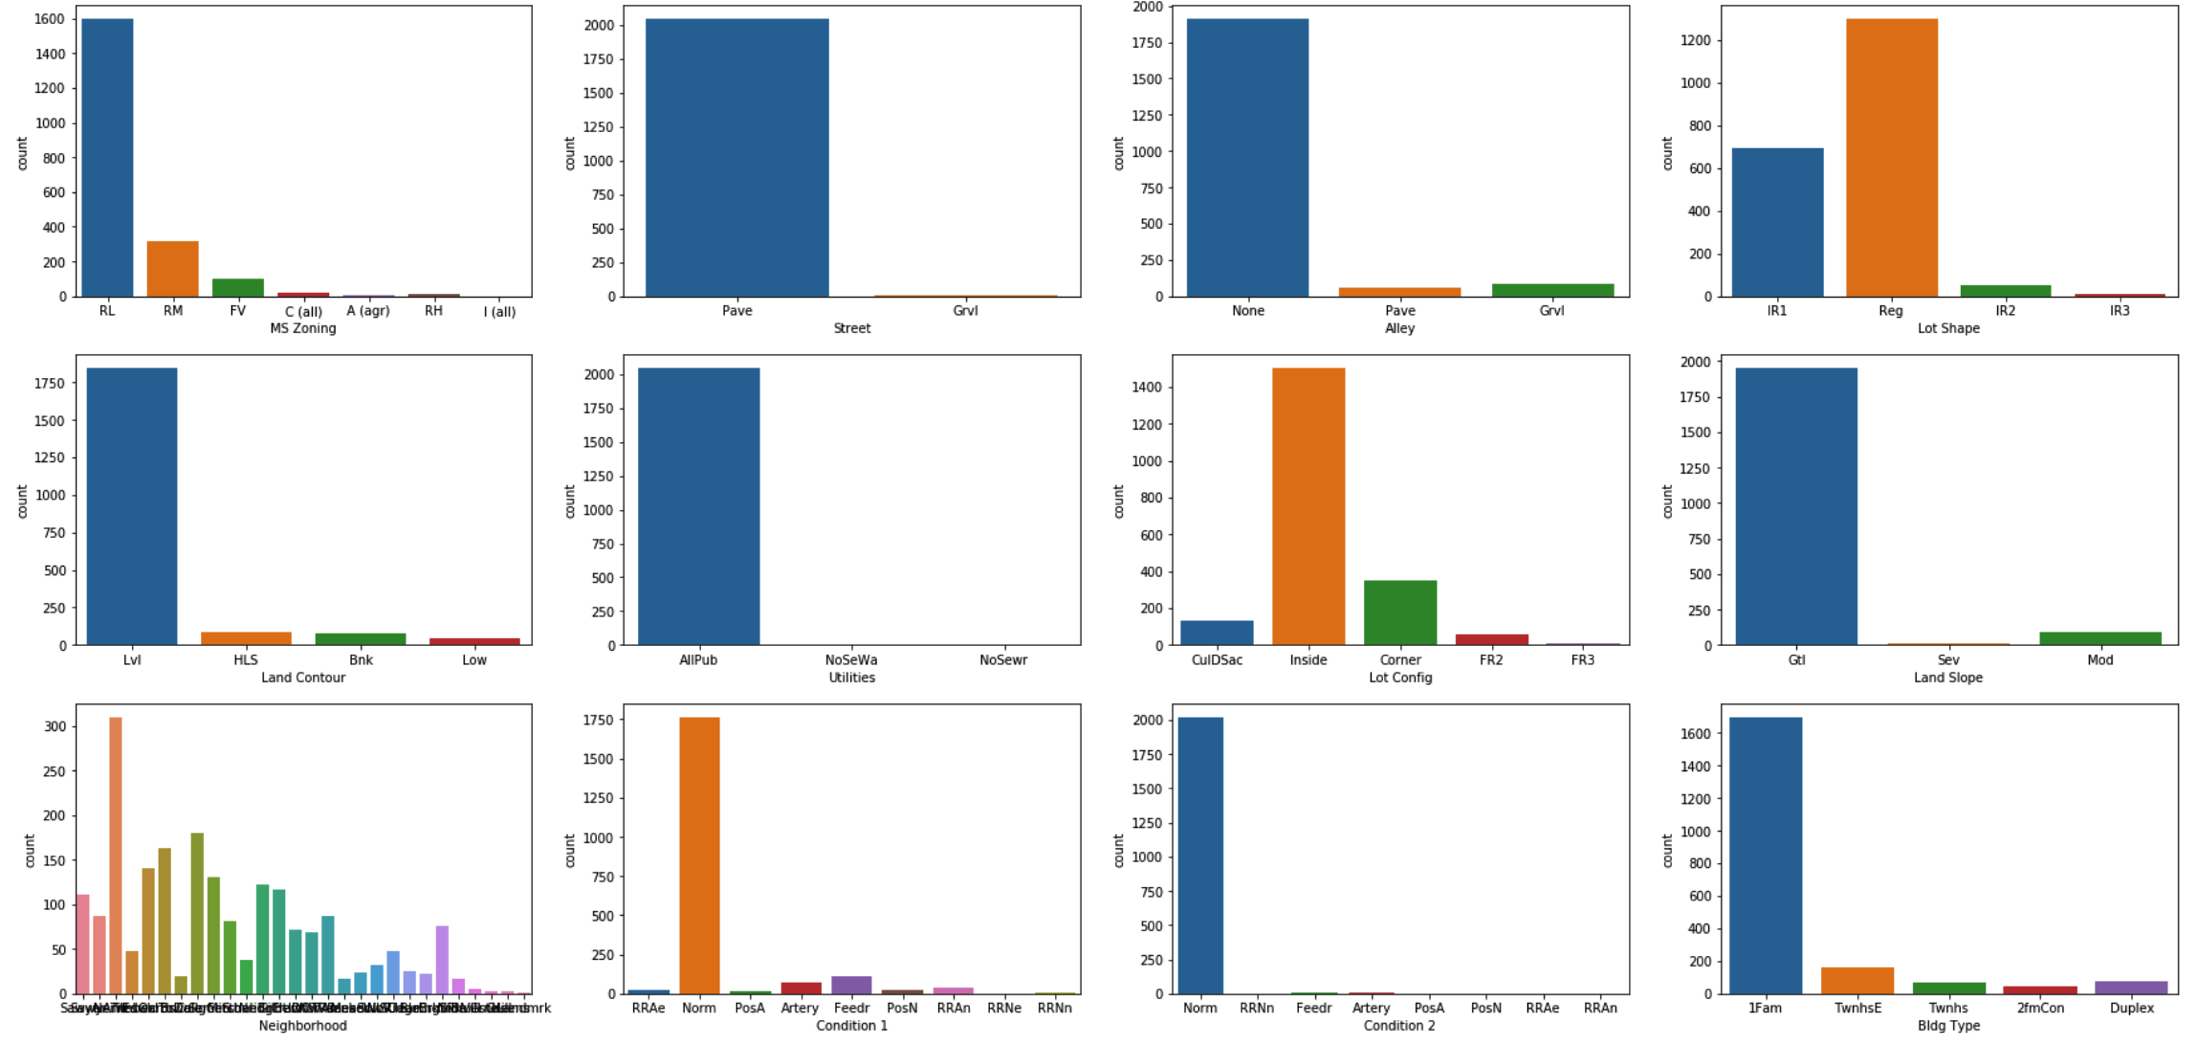 1600
1400
1200
1000
800
600
400
200
0
count
RL RM FV C (all) A (agr) RH I (all)
MS Zoning
2000
1750
1500
1250
1000
750
500
250
0
count
Pave Grvl
Street
2000
1750
1500
1250
1000
750
500
250
0
count
None Pave Grvl
Alley
1200
1000
800
600
400
200
0
count
IR1 Reg IR2 IR3
Lot Shape
1750
1500
1250
1000
750
500
250
0
count
Lvl HLS Bnk Low
Land Contour
2000
1750
1500
1250
1000
750
500
250
0
count
AllPub NoSeWa NoSewr
Utilities
1400
1200
1000
800
600
400
200
0
count
CulDSac Inside Corner FR2 FR3
Lot Config
2000
1750
1500
1250
1000
750
500
250
0
count
Gtl Sev Mod
Land Slope
300
250
200
150
100
50
0
count
Neighborhood
1750
1500
1250
1000
750
500
250
0
count
RRAe Norm PosA Artery Feedr PosN RRAn RRNe RRNn
Condition 1
2000
1750
1500
1250
1000
750
500
250
0
count
Norm RRNn Feedr Artery PosA PosN RRAe RRAn
Condition 2
1600
1400
1200
1000
800
600
400
200
0
count
1Fam TwnhsE Twnhs 2fmCon Duplex
Bldg Type